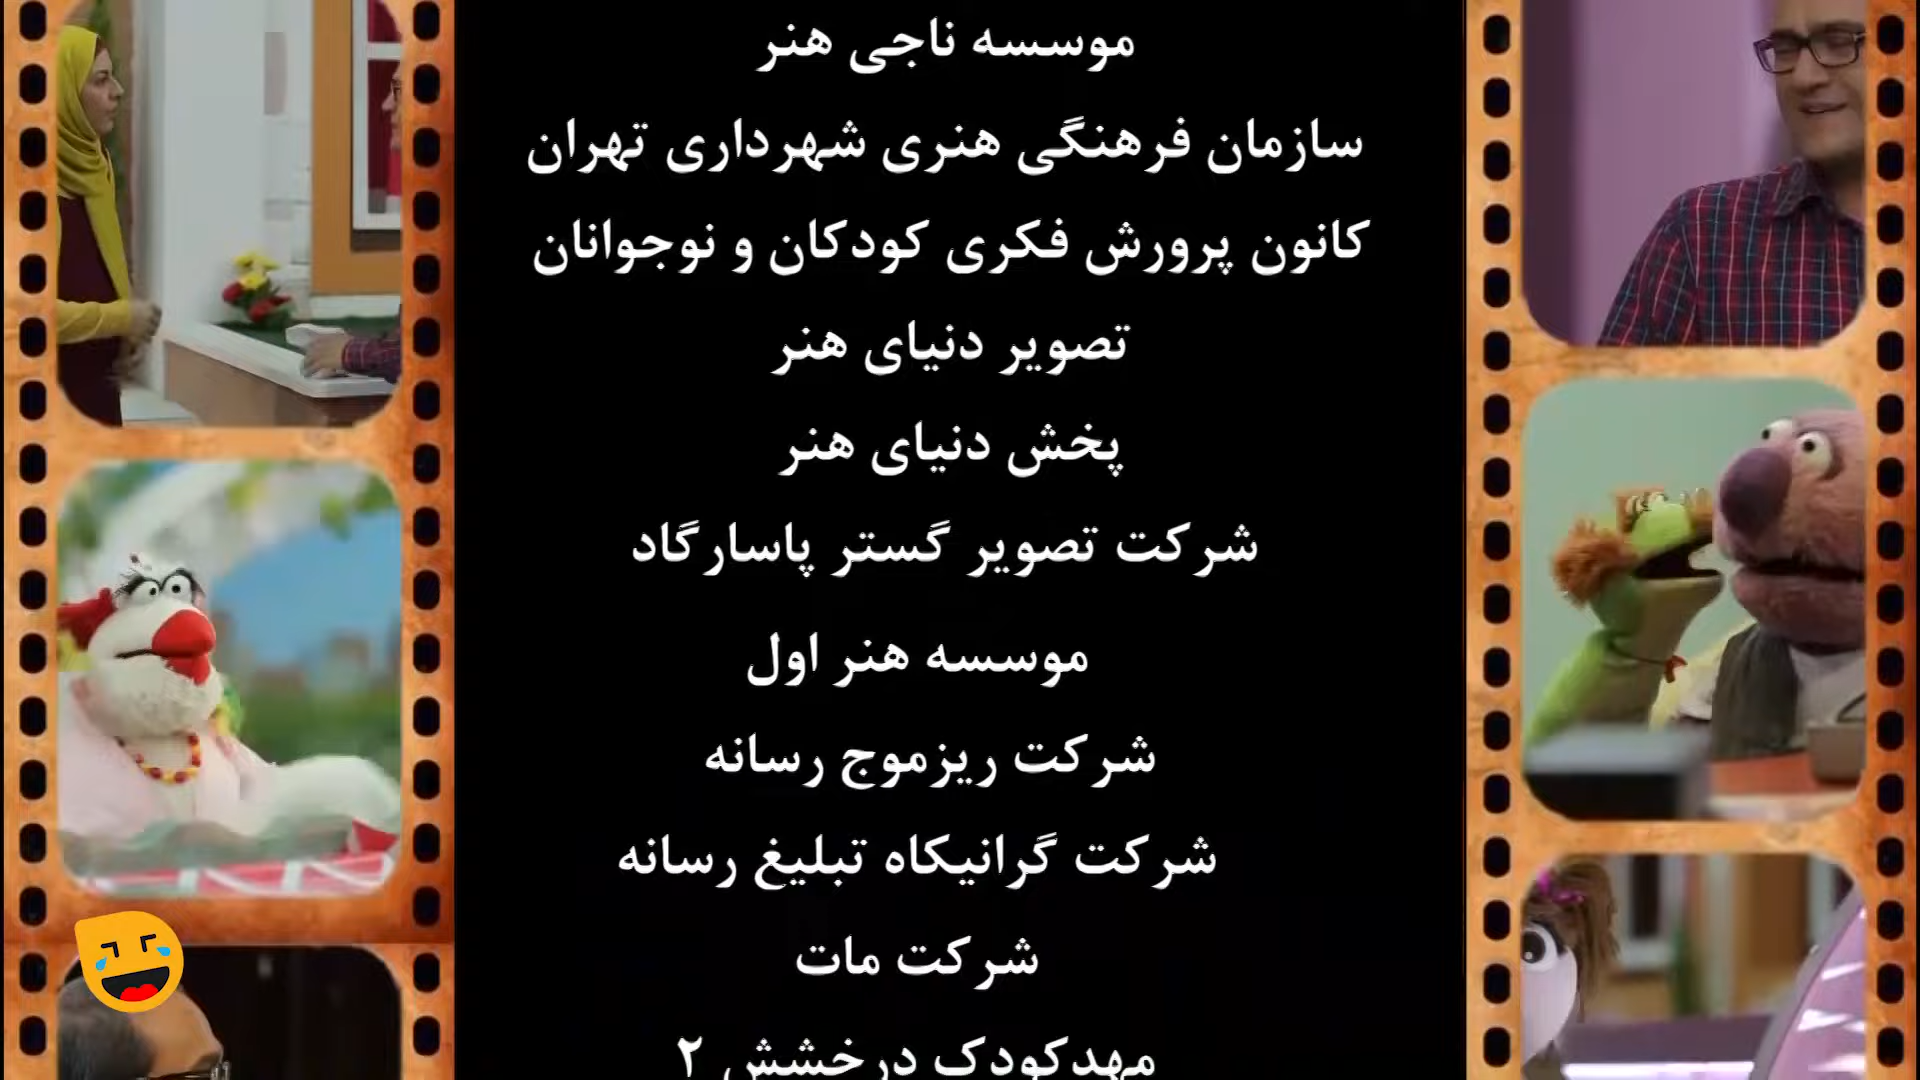 موسسه ناجی هنر
سازمان فرهنگی هنری شهرداری تهران
کانون پرورش فکری کودکان و نوجوانان
تصویر دنیای هنر
پخش دنیای هنر
شرکت تصویر گستر پاسارگاد
موسسه هنر اول
شرکت ریزموج رسانه
شرکت گرانیکاه تبلیغ رسانه
شرکت مات
مهدکودک درخشش ۲